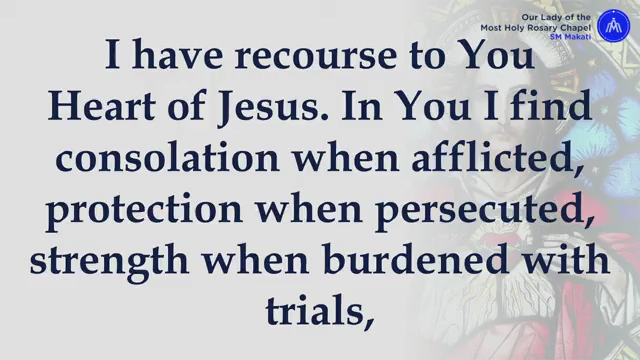 Our Lady of the
Most Holy Rosary Chapel
SM Makati
I have recourse to You
Heart of Jesus. In You I find
consolation when afflicted,
protection when persecuted,
strength when burdened with
trials,